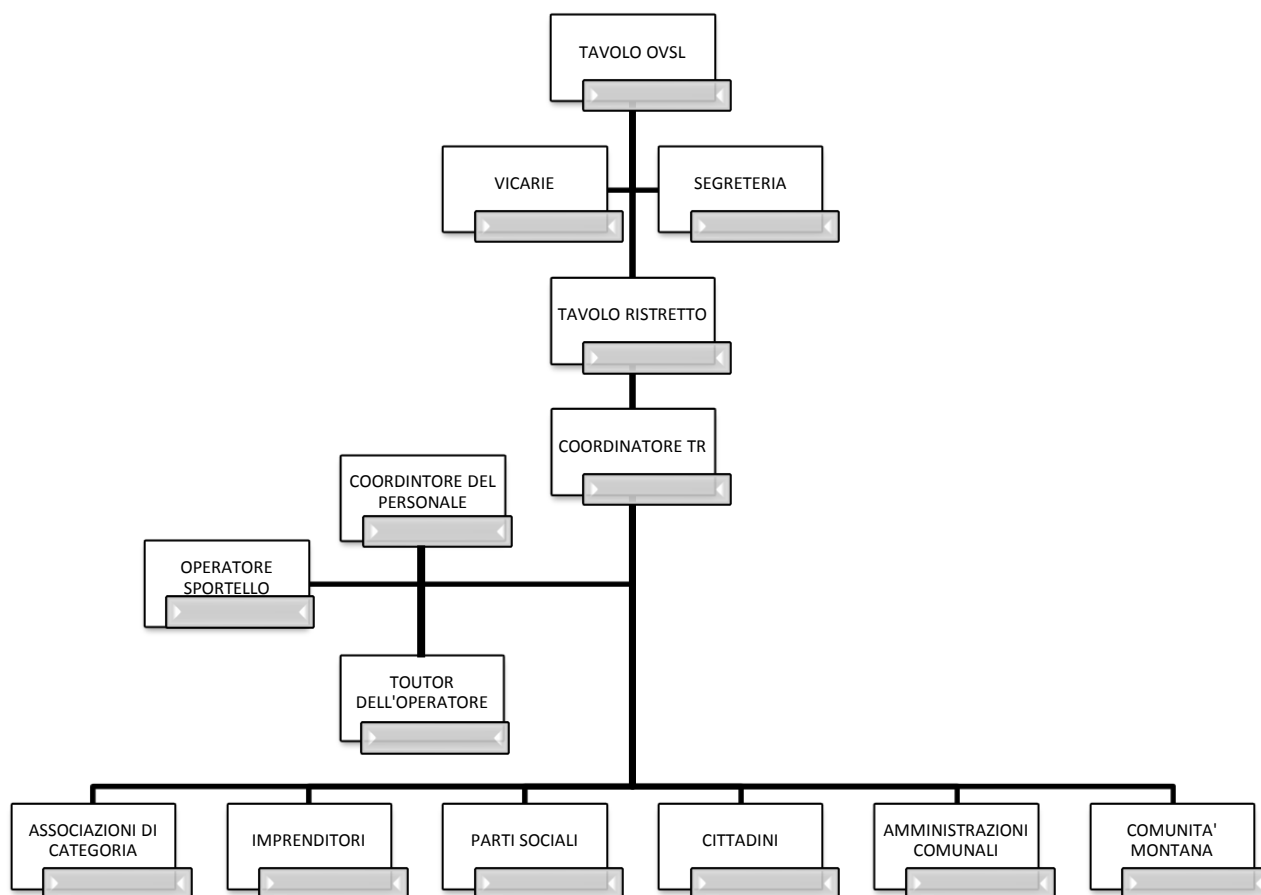 TAVOLO OVSL
VICARIE
SEGRETERIA
TAVOLO RISTRETTO
COORDINATORE TR
COORDINTORE DEL
PERSONALE
OPERATORE
SPORTELLO
TOUTOR
DELL'OPERATORE
ASSOCIAZIONI DI
CATEGORIA
IMPRENDITORI
PARTI SOCIALI
CITTADINI
AMMINISTRAZIONI
COMUNALI
COMUNITA'
MONTANA